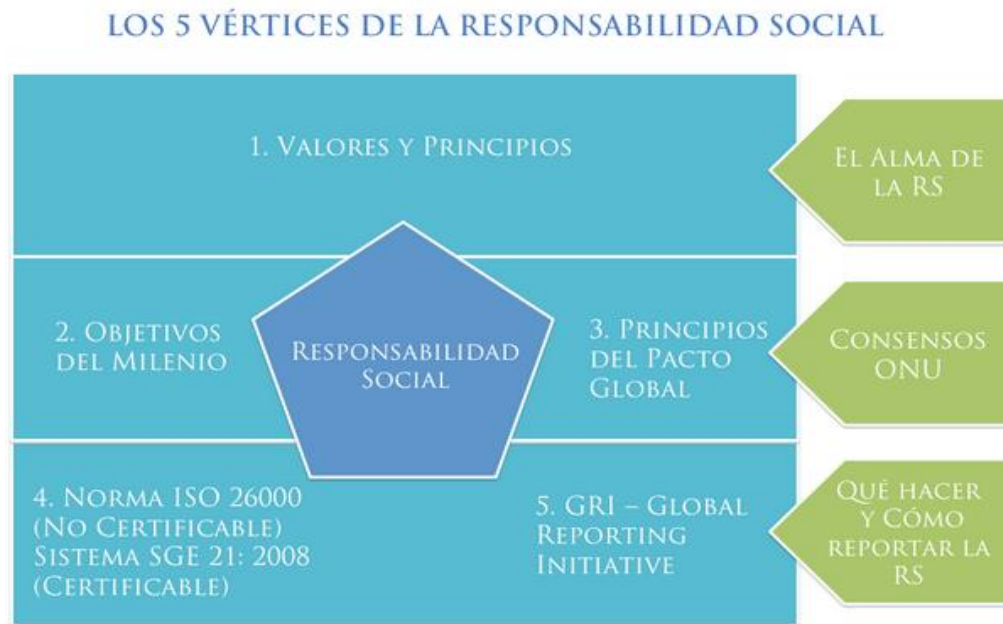 LOS 5 VÉRTICES DE LA RESPONSABILIDAD SOCIAL
1. VALORES Y PRINCIPIOS
EL ALMA DE
LA RS
2. OBJETIVOS
DEL MILENIO
RESPONSABILIDAD
SOCIAL
3. PRINCIPIOS
DEL PACTO
GLOBAL
CONSENSOS
ONU
4. NORMA ISO 26000
(NO CERTIFICABLE)
SISTEMA SGE 21: 2008
(CERTIFICABLE)
5. GRI – GLOBAL
REPORTING
INITIATIVE
QUÉ HACER
Y CÓMO
REPORTAR LA
RS